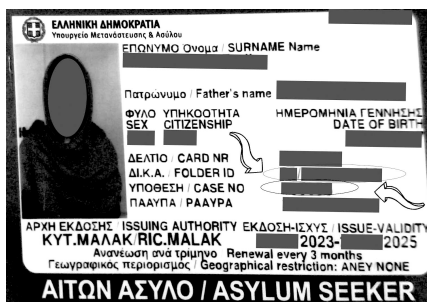 ΕΛΛΗΝΙΚΗ ΔΗΜΟΚΡΑΤΙΑ
Υπουργείο Μετανάστευσης & Ασύλου
ΕΠΩΝΥΜΟ Όνομα / SURNAME Name
Πατρώνυμο / Father's name
ΦΥΛΟ ΥΠΗΚΟΟΤΗΤΑ ΗΜΕΡΟΜΗΝΙΑ ΓΕΝΝΗΣΗΣ
SEX CITIZENSHIP DATE OF BIRTH
ΔΕΛΤΙΟ / CARD NR
Δ.Ι.Κ.Α. / FOLDER ID
ΥΠΟΘΕΣΗ / CASE NO
ΠΑΑΥΠΑ / PAAYPA
ΑΡΧΗ ΕΚΔΟΣΗΣ / ISSUING AUTHORITY ΕΚΔΟΣΗ-ΙΣΧΥΣ / ISSUE-VALIDITY
ΚΥΤ.ΜΑΛΑΚ/RIC.MALAK 2023- 2025
Ανανέωση ανά τρίμηνο Renewal every 3 months
Γεωγραφικός περιορισμός / Geographical restriction: ΑΝΕΥ NONE
ΑΙΤΩΝ ΑΣΥΛΟ / ASYLUM SEEKER